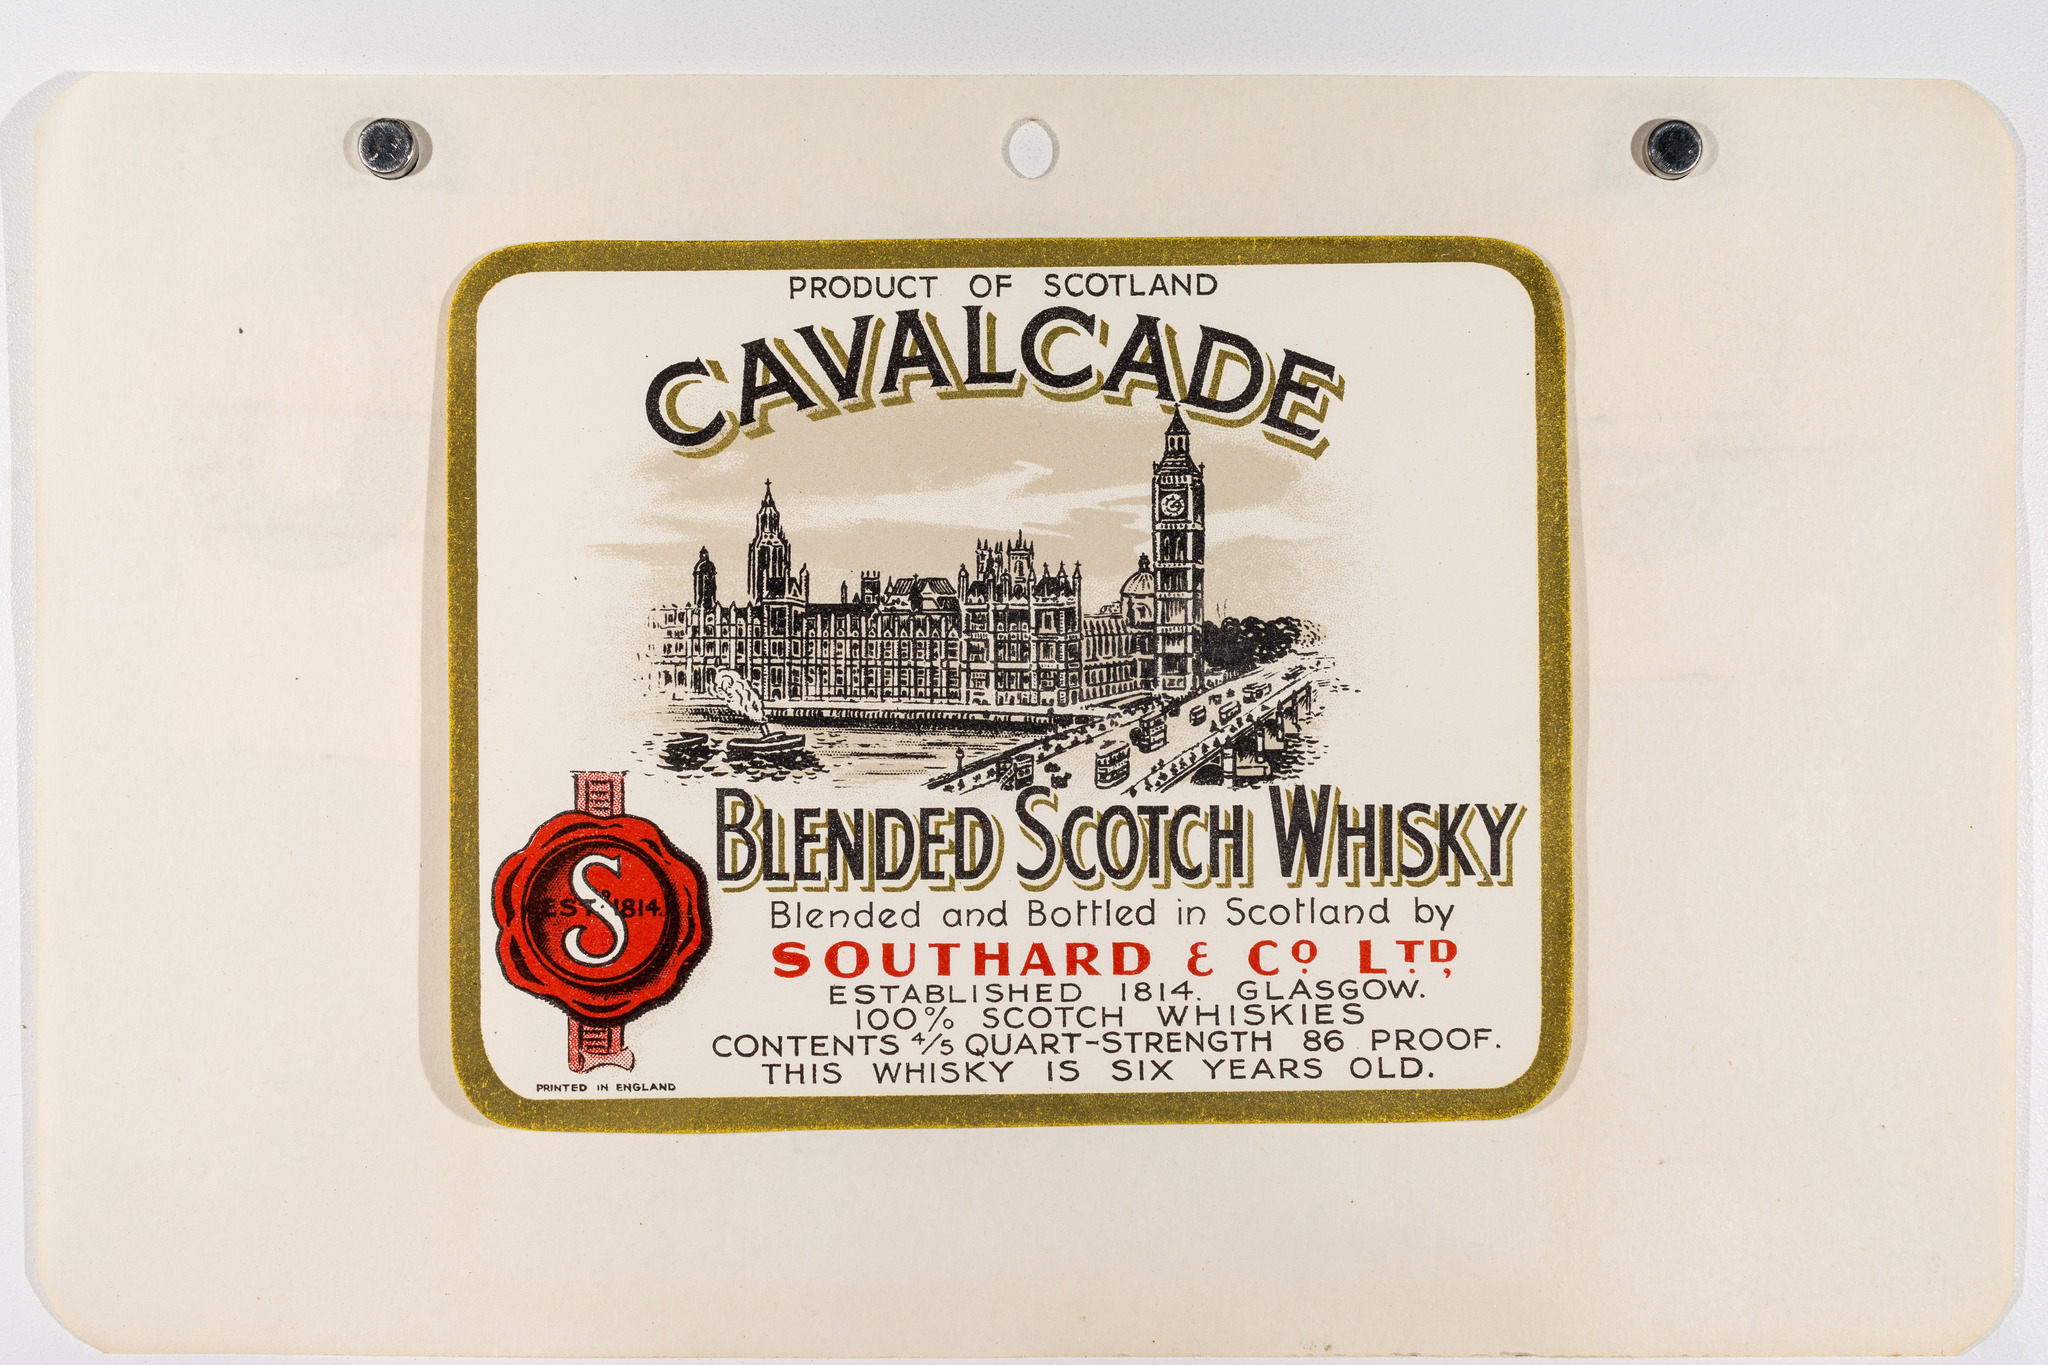 PRODUCT OF SCOTLAND
CAVALCADE
BLENDED SCOTCH WHISKY
S
ESTD 1814.
Blended and Bottled in Scotland by
SOUTHARD & CO LTD,
ESTABLISHED 1814. GLASGOW.
100% SCOTCH WHISKIES
CONTENTS 4/5 QUART-STRENGTH 86 PROOF.
THIS WHISKY IS SIX YEARS OLD.
PRINTED IN ENGLAND